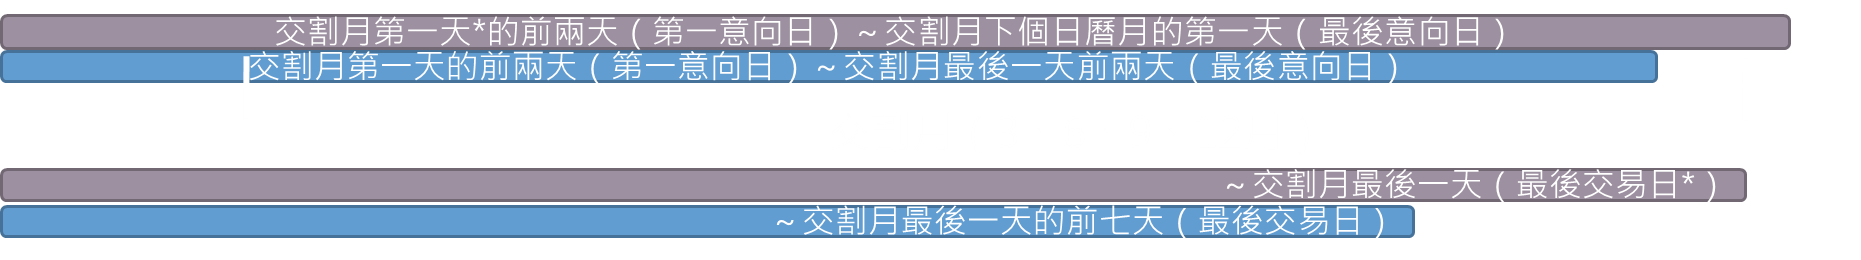 交割月第一天*的前兩天（第一意向日）~交割月下個日曆月的第一天（最後意向日）
交割月第一天的前兩天（第一意向日）~交割月最後一天前兩天（最後意向日）
~交割月最後一天（最後交易日*）
~交割月最後一天的前七天（最後交易日）